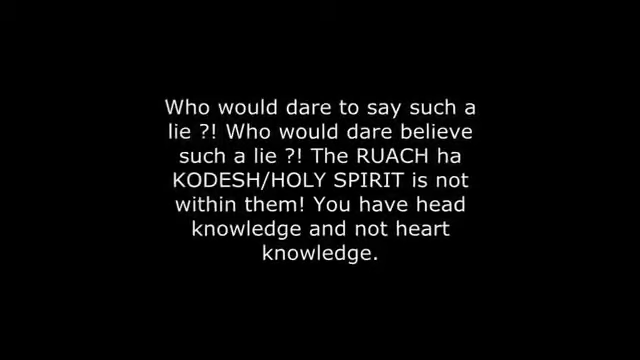 Who would dare to say such a
lie ?! Who would dare believe
such a lie ?! The RUACH ha
KODESH/HOLY SPIRIT is not
within them! You have head
knowledge and not heart
knowledge.